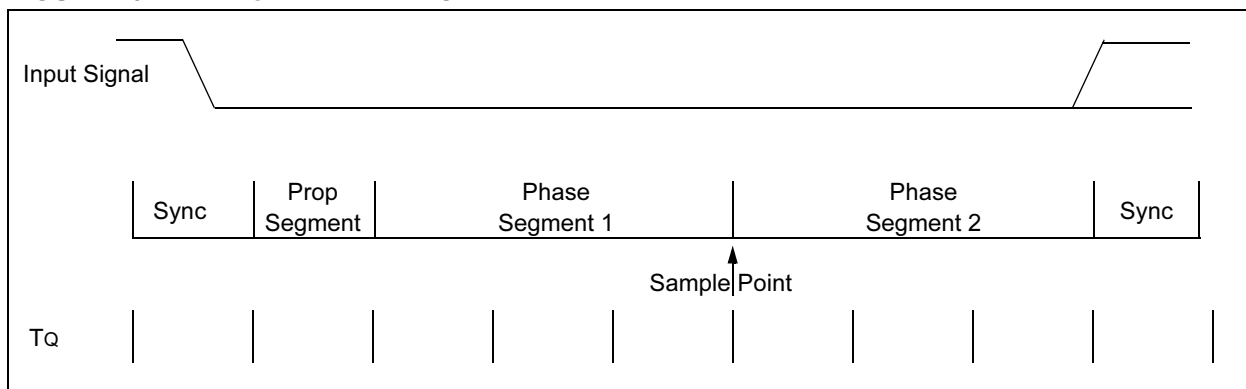 Input Signal
Sync
Prop
Segment
Phase
Segment 1
Phase
Segment 2
Sync
Sample Point
TQ